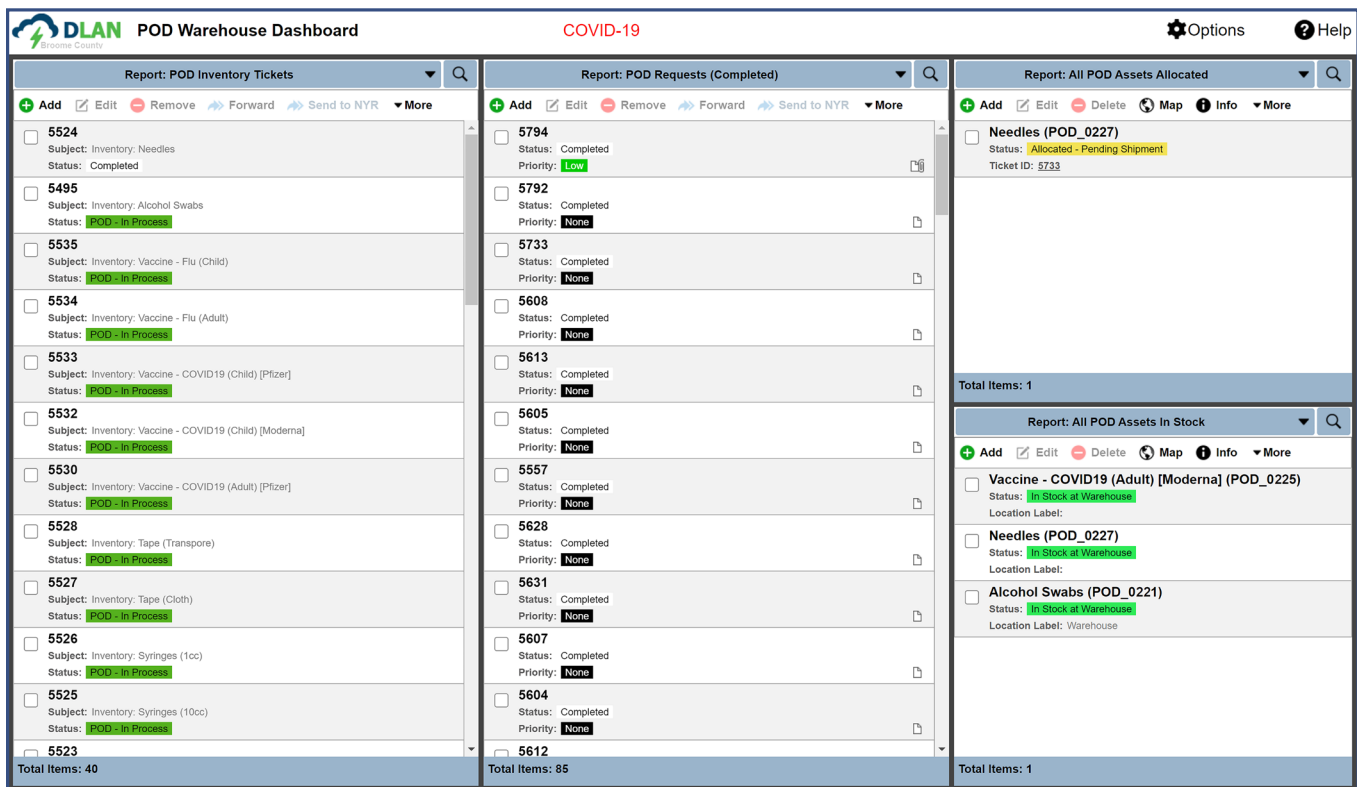 DLAN
Broome County
POD Warehouse Dashboard
COVID-19
Options
Help
Report: POD Inventory Tickets
Add Edit Remove Forward Send to NYR More
5524
Subject: Inventory: Needles
Status: Completed
5495
Subject: Inventory: Alcohol Swabs
Status: POD - In Process
5535
Subject: Inventory: Vaccine - Flu (Child)
Status: POD - In Process
5534
Subject: Inventory: Vaccine - Flu (Adult)
Status: POD - In Process
5533
Subject: Inventory: Vaccine - COVID19 (Child) [Pfizer]
Status: POD - In Process
5532
Subject: Inventory: Vaccine - COVID19 (Child) [Moderna]
Status: POD - In Process
5530
Subject: Inventory: Vaccine - COVID19 (Adult) [Pfizer]
Status: POD - In Process
5528
Subject: Inventory: Tape (Transpore)
Status: POD - In Process
5527
Subject: Inventory: Tape (Cloth)
Status: POD - In Process
5526
Subject: Inventory: Syringes (1cc)
Status: POD - In Process
5525
Subject: Inventory: Syringes (10cc)
Status: POD - In Process
5523
Total Items: 40
Report: POD Requests (Completed)
Add Edit Remove Forward Send to NYR More
5794
Status: Completed
Priority: Low
5792
Status: Completed
Priority: None
5733
Status: Completed
Priority: None
5608
Status: Completed
Priority: None
5613
Status: Completed
Priority: None
5605
Status: Completed
Priority: None
5557
Status: Completed
Priority: None
5628
Status: Completed
Priority: None
5631
Status: Completed
Priority: None
5607
Status: Completed
Priority: None
5604
Status: Completed
Priority: None
5612
Total Items: 85
Report: All POD Assets Allocated
Add Edit Delete Map Info More
Needles (POD_0227)
Status: Allocated - Pending Shipment
Ticket ID: 5733
Total Items: 1
Report: All POD Assets In Stock
Add Edit Delete Map Info More
Vaccine - COVID19 (Adult) [Moderna] (POD_0225)
Status: In Stock at Warehouse
Location Label:
Needles (POD_0227)
Status: In Stock at Warehouse
Location Label:
Alcohol Swabs (POD_0221)
Status: In Stock at Warehouse
Location Label: Warehouse
Total Items: 1